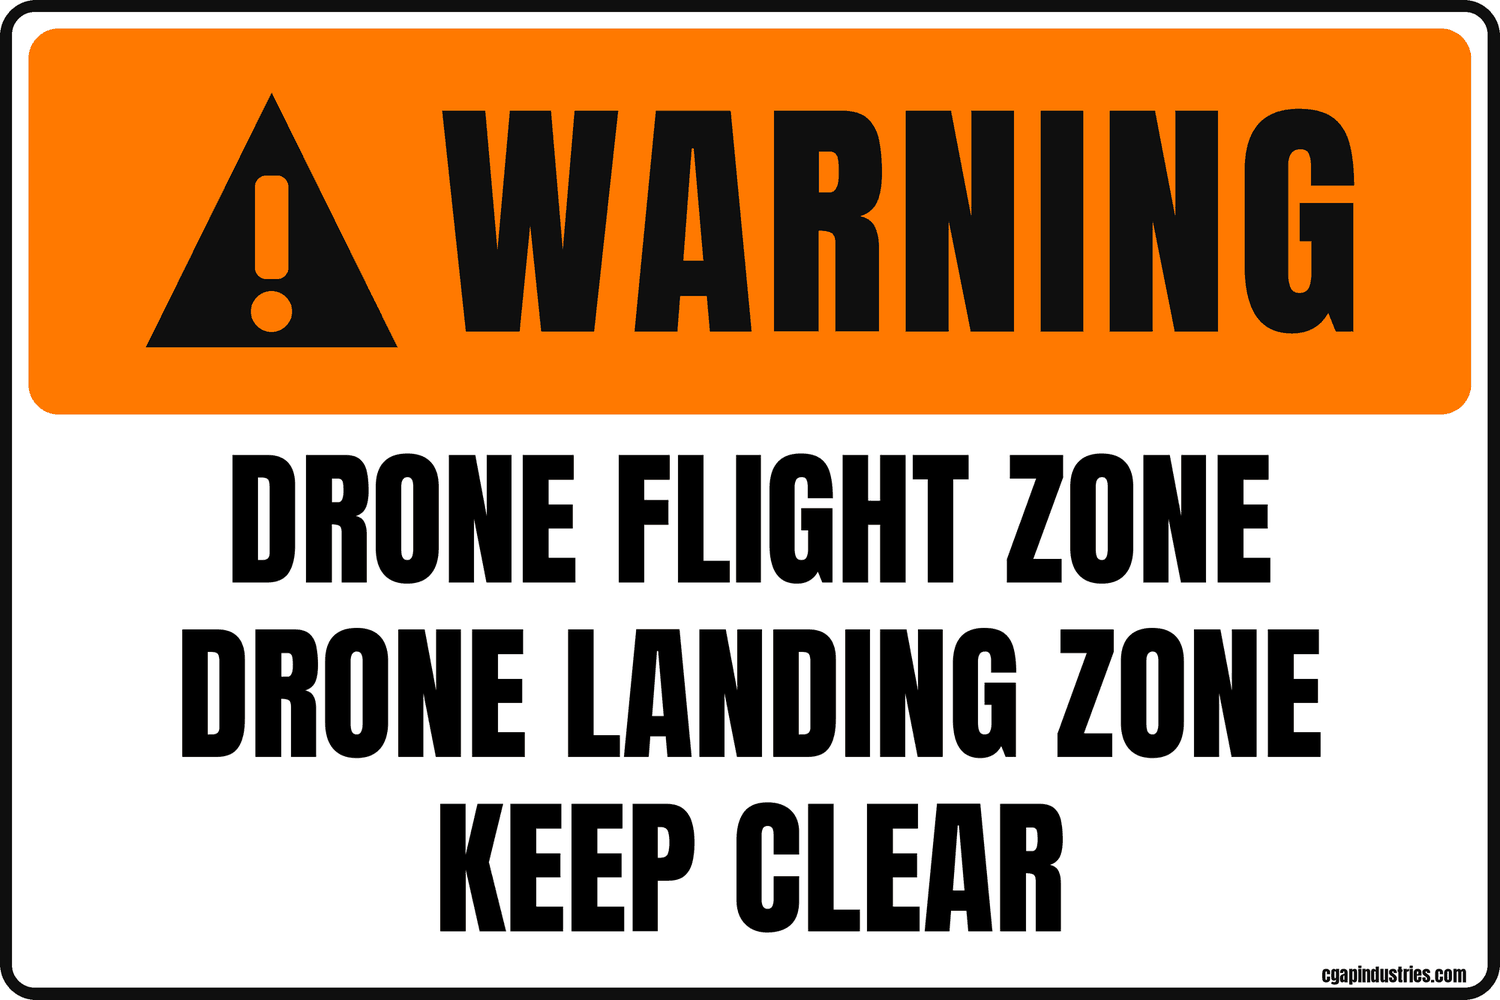 WARNING
DRONE FLIGHT ZONE
DRONE LANDING ZONE
KEEP CLEAR
cgapindustries.com